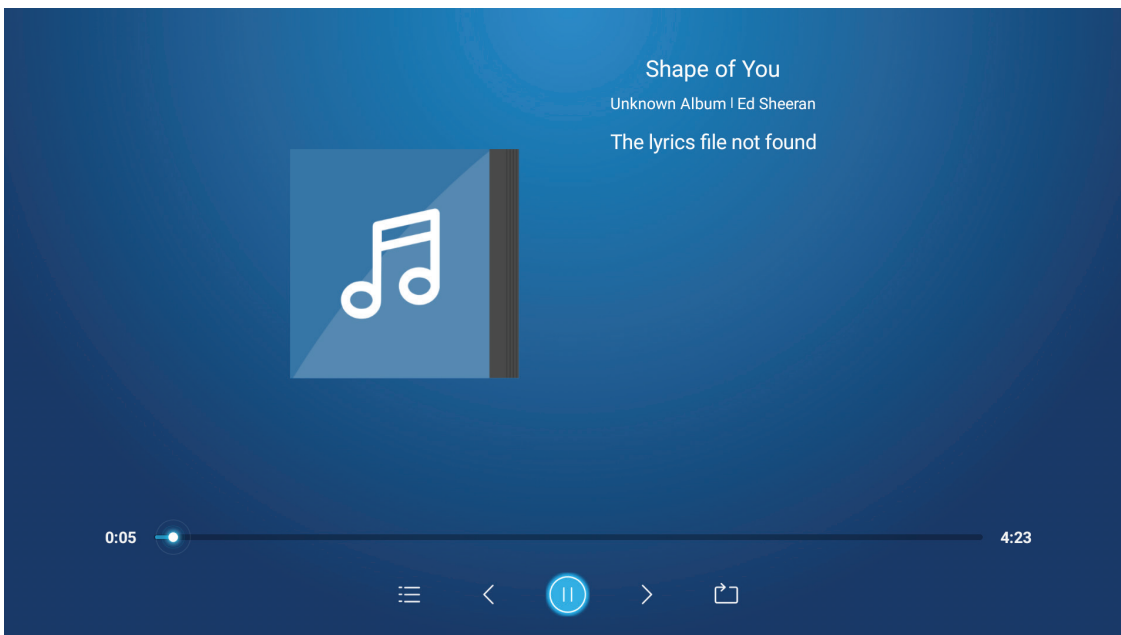 Shape of You
Unknown Album | Ed Sheeran
The lyrics file not found
0:05
4:23